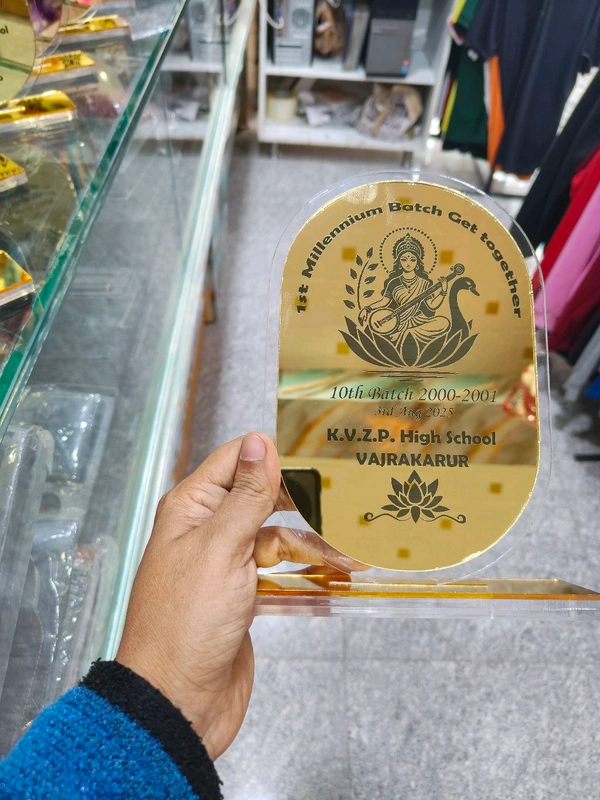 1st Millennium Batch Get together
10th Batch 2000-2001
3rd Aug 2025
K.V.Z.P. High School
VAJRAKARUR